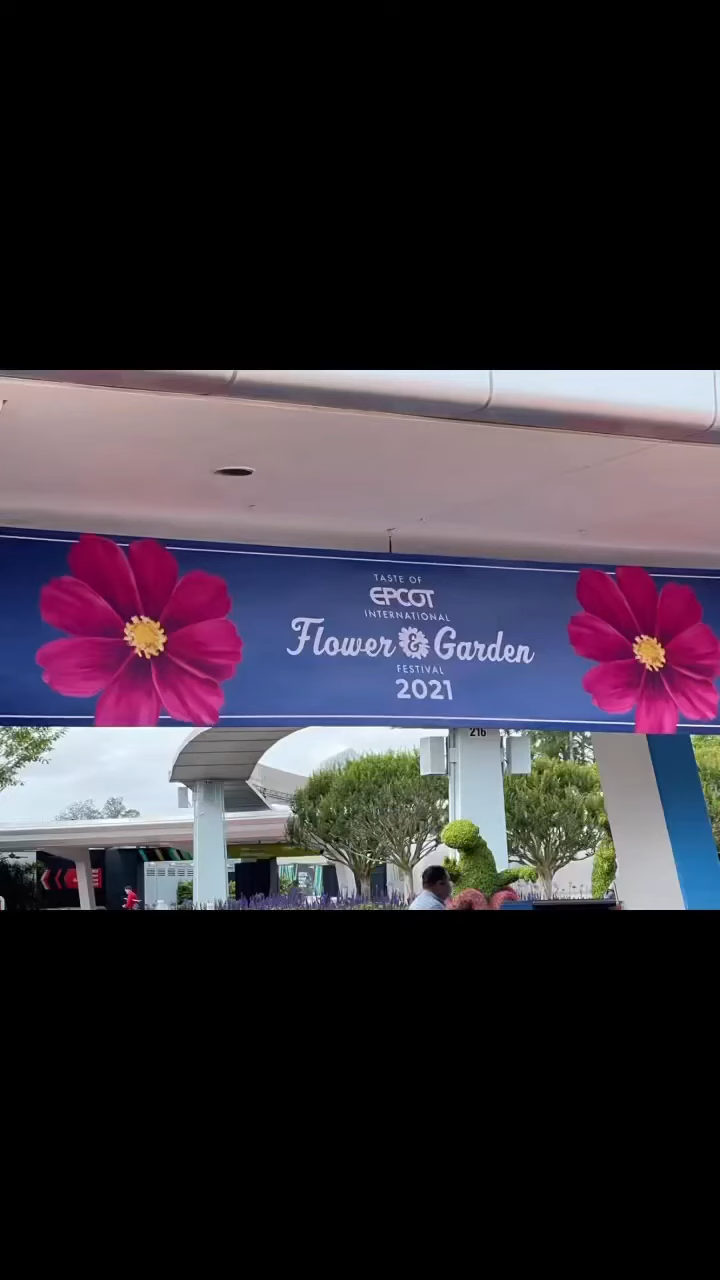 TASTE OF
EPCOT
INTERNATIONAL
Flower & Garden
FESTIVAL
2021
216